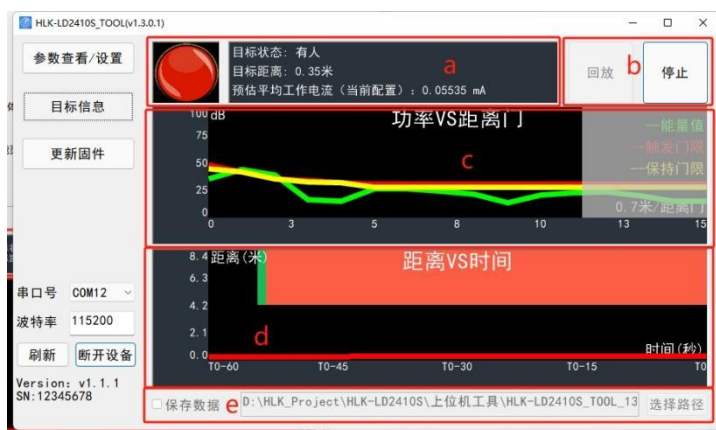 HLK-LD2410S_TOOL(v1.3.0.1)
参数查看/设置
目标信息
更新固件
目标状态: 有人
目标距离: 0.35米
预估平均工作电流（当前配置）: 0.05535 mA
a
回放
b
停止
功率VS距离门
100 dB
75
50
25
0
0 3 5 8 10 13 15
c
—能量值
—触发门限
—保持门限
0.7米/距离门
距离VS时间
8.4 距离(米)
6.3
4.2
2.1
0.0
d
时间(秒)
T0-60 T0-45 T0-30 T0-15 T0
串口号 COM12
波特率 115200
刷新 断开设备
Version: v1.1.1
SN:12345678
保存数据
e
D:\HLK_Project\HLK-LD2410S\上位机工具\HLK-LD2410S_TOOL_13
选择路径